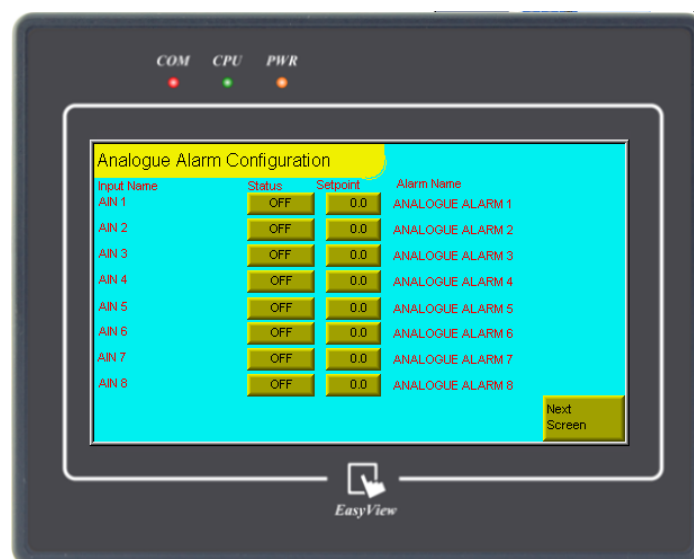 COM CPU PWR
Analogue Alarm Configuration
Input Name Status Setpoint Alarm Name
AIN 1 OFF 0.0 ANALOGUE ALARM 1
AIN 2 OFF 0.0 ANALOGUE ALARM 2
AIN 3 OFF 0.0 ANALOGUE ALARM 3
AIN 4 OFF 0.0 ANALOGUE ALARM 4
AIN 5 OFF 0.0 ANALOGUE ALARM 5
AIN 6 OFF 0.0 ANALOGUE ALARM 6
AIN 7 OFF 0.0 ANALOGUE ALARM 7
AIN 8 OFF 0.0 ANALOGUE ALARM 8
Next
Screen
EasyView